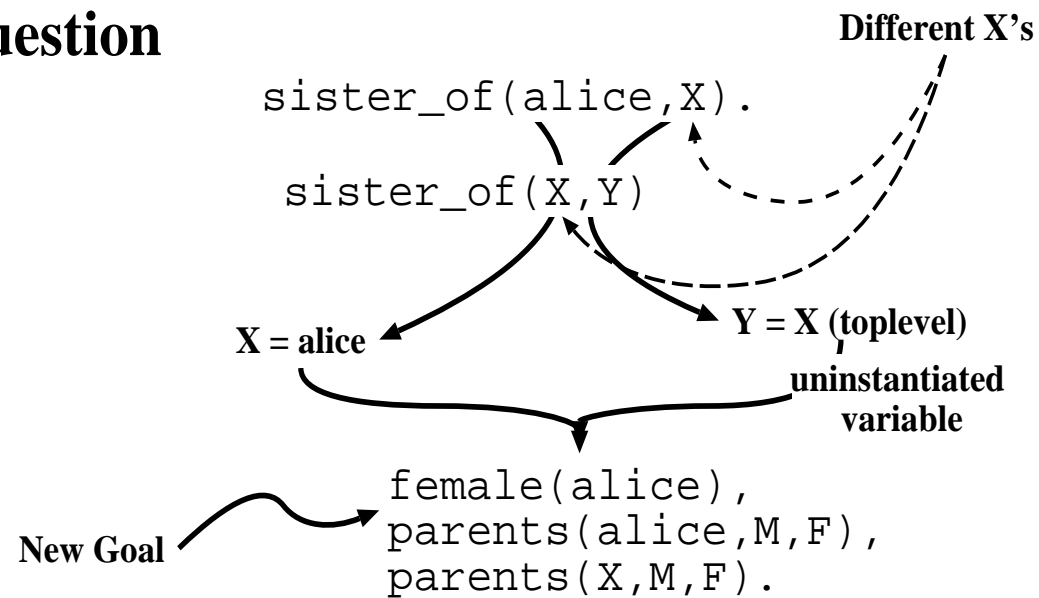 uestion
Different X's
sister_of(alice,X).
sister_of(X,Y)
X = alice
Y = X (toplevel)
uninstantiated
variable
New Goal
female(alice),
parents(alice,M,F),
parents(X,M,F).